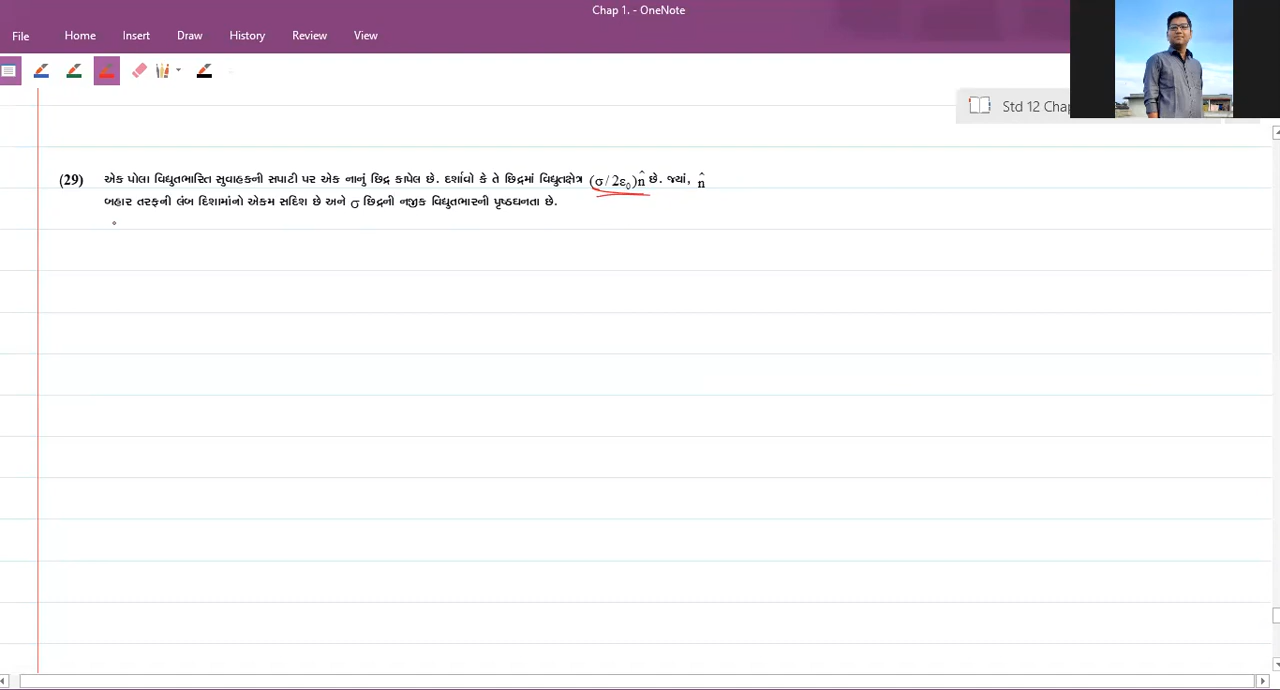 Chap 1. - OneNote
File Home Insert Draw History Review View
Std 12 Chap
(29) એક પોલા વિદ્યુતભારિત સુવાહકની સપાટી પર એક નાનું છિદ્ર કાપેલ છે. દર્શાવો કે તે છિદ્રમાં વિદ્યુતક્ષેત્ર (σ/2ε₀)n̂ છે. જ્યાં, n̂
બહાર તરફની લંબ દિશામાંનો એકમ સદિશ છે અને σ છિદ્રની નજીક વિદ્યુતભારની પૃષ્ઠઘનતા છે.